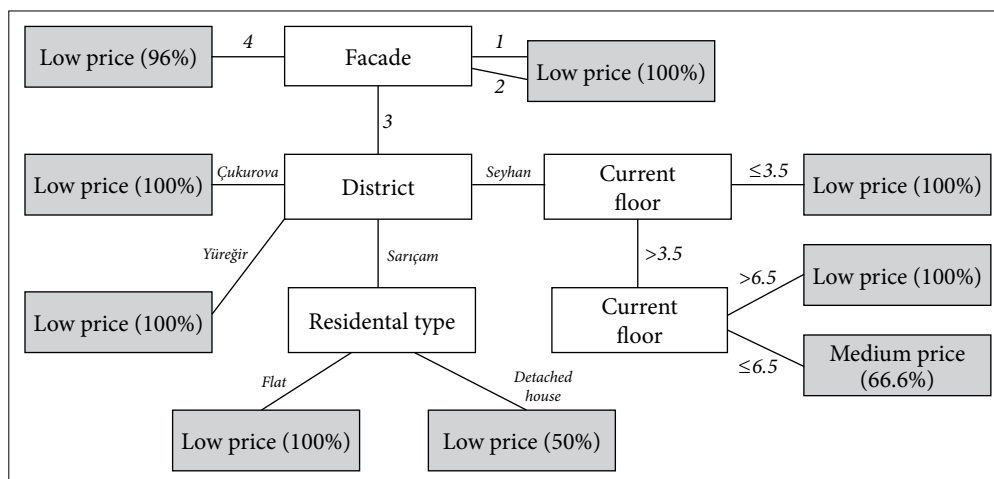 Low price (96%)
4
Facade
1
2
Low price (100%)
3
Low price (100%)
Çukurova
District
Seyhan
Current
floor
≤3.5
Low price (100%)
Yüreğir
Sarıçam
>3.5
Low price (100%)
Residental type
Current
floor
>6.5
Low price (100%)
≤6.5
Medium price
(66.6%)
Flat
Detached
house
Low price (100%)
Low price (50%)